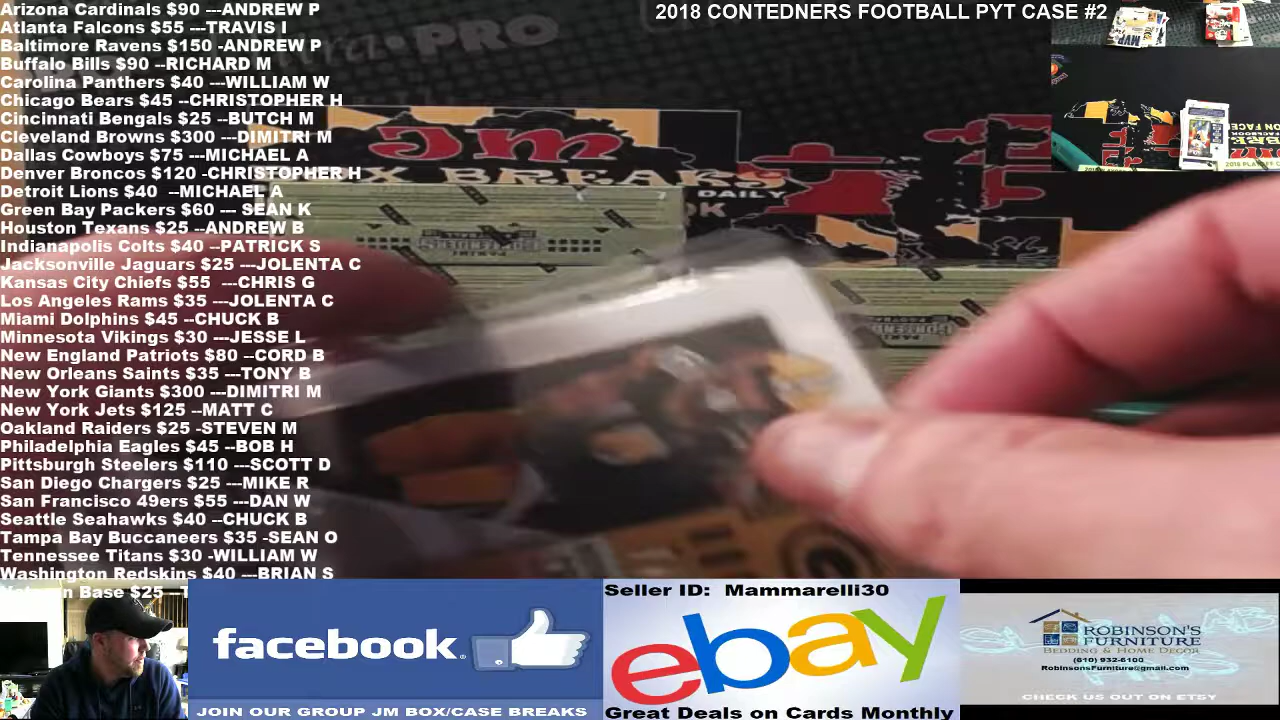 Arizona Cardinals $90 ---ANDREW P
Atlanta Falcons $55 ---TRAVIS I
Baltimore Ravens $150 -ANDREW P
Buffalo Bills $90 --RICHARD M
Carolina Panthers $40 ---WILLIAM W
Chicago Bears $45 --CHRISTOPHER H
Cincinnati Bengals $25 --BUTCH M
Cleveland Browns $300 ---DIMITRI M
Dallas Cowboys $75 ---MICHAEL A
Denver Broncos $120 -CHRISTOPHER H
Detroit Lions $40 --MICHAEL A
Green Bay Packers $60 --- SEAN K
Houston Texans $25 --ANDREW B
Indianapolis Colts $40 --PATRICK S
Jacksonville Jaguars $25 ---JOLENTA C
Kansas City Chiefs $55 ---CHRIS G
Los Angeles Rams $35 ---JOLENTA C
Miami Dolphins $45 --CHUCK B
Minnesota Vikings $30 ---JESSE L
New England Patriots $80 --CORD B
New Orleans Saints $35 ---TONY B
New York Giants $300 ---DIMITRI M
New York Jets $125 --MATT C
Oakland Raiders $25 -STEVEN M
Philadelphia Eagles $45 --BOB H
Pittsburgh Steelers $110 ---SCOTT D
San Diego Chargers $25 ---MIKE R
San Francisco 49ers $55 ---DAN W
Seattle Seahawks $40 --CHUCK B
Tampa Bay Buccaneers $35 -SEAN O
Tennessee Titans $30 -WILLIAM W
Washington Redskins $40 ---BRIAN S
Base $25
2018 CONTEDNERS FOOTBALL PYT CASE #2
JM
X BREAKS
DAILY
MVP
facebook
JOIN OUR GROUP JM BOX/CASE BREAKS
Seller ID: Mammarelli30
ebay
Great Deals on Cards Monthly
ROBINSON'S
FURNITURE
BEDDING & HOME DECOR
(610) 932-6100
RobinsonsFurniture@gmail.com
CHECK US OUT ON ETSY